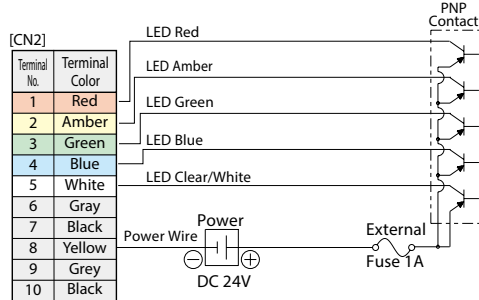 PNP
Contact
[CN2]
LED Red
Terminal No. Terminal Color
LED Amber
1 Red
LED Green
2 Amber
3 Green
LED Blue
4 Blue
LED Clear/White
5 White
6 Gray
7 Black
Power
External
8 Yellow
Power Wire
Fuse 1A
9 Grey
DC 24V
10 Black